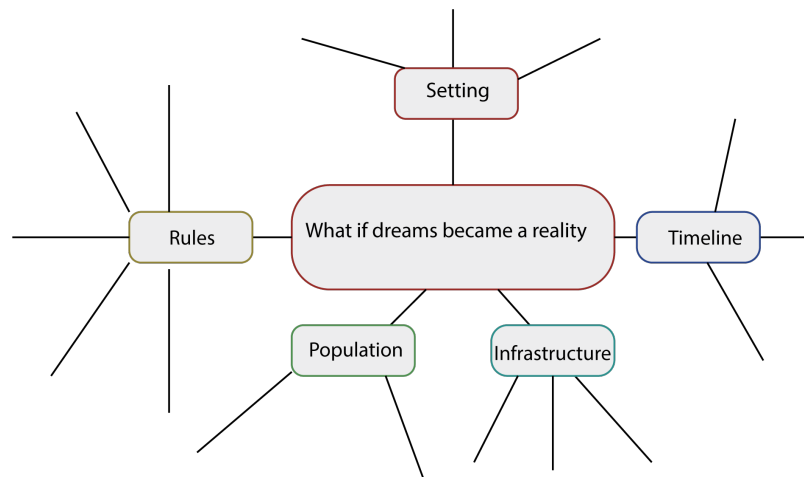 Setting
What if dreams became a reality
Rules
Timeline
Population
Infrastructure